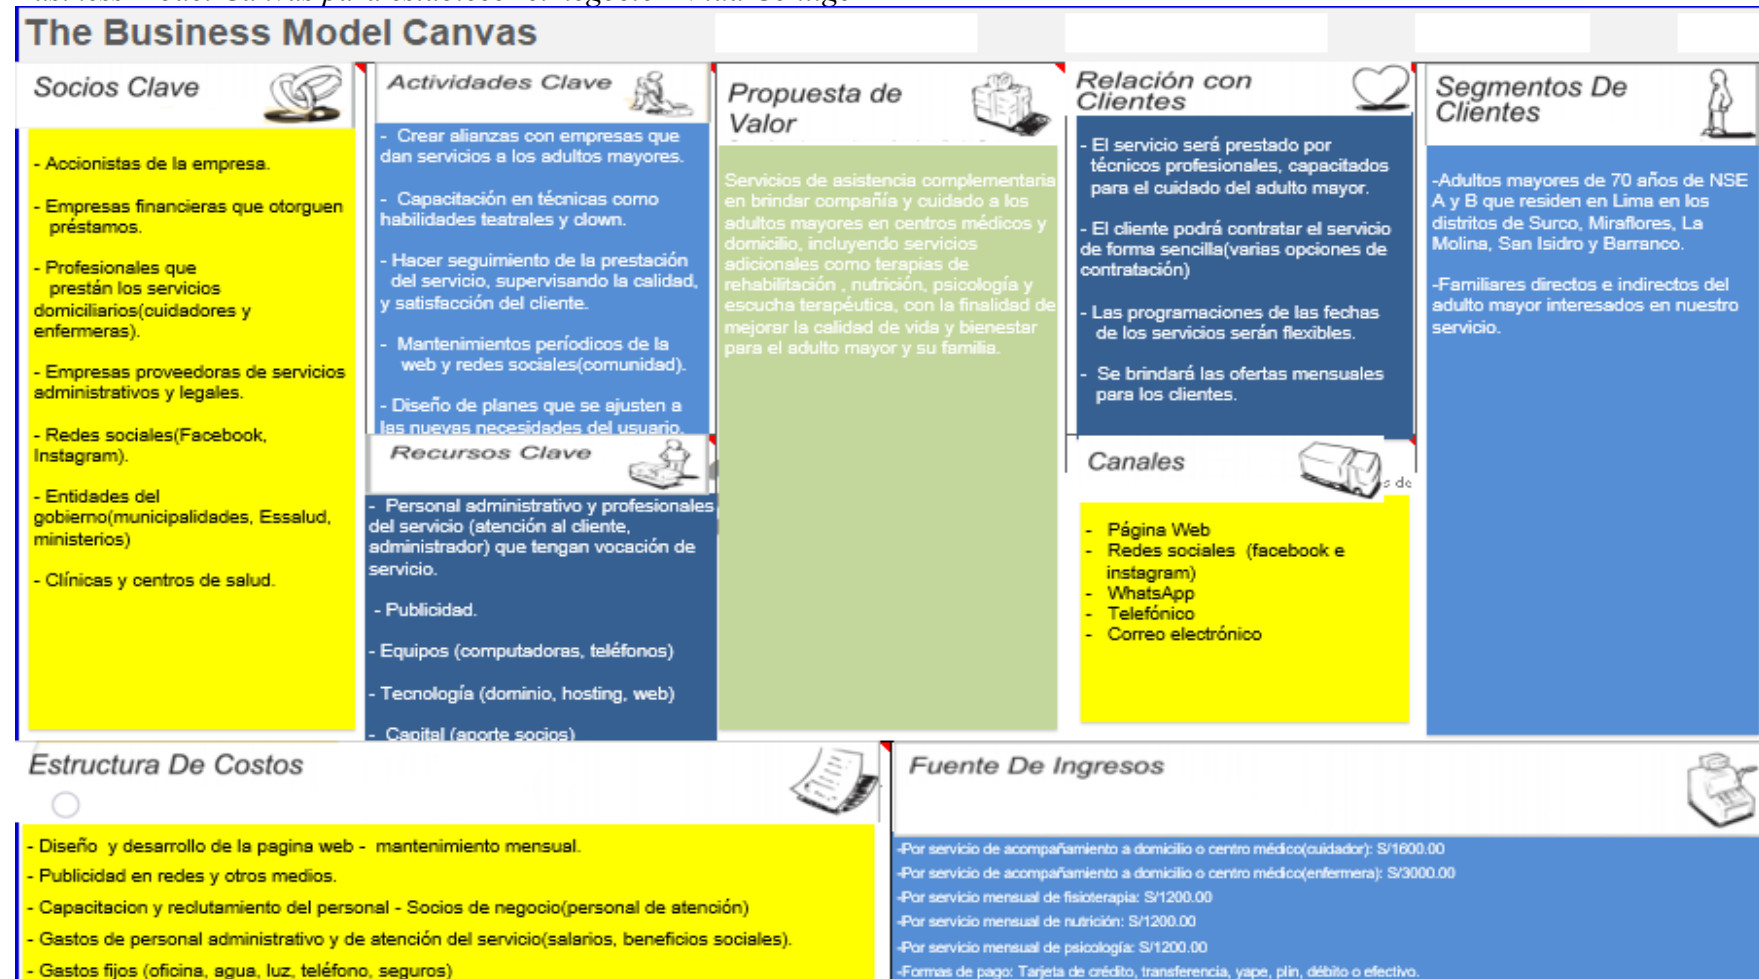 The Business Model Canvas
Socios Clave
- Accionistas de la empresa.
- Empresas financieras que otorguen
préstamos.
- Profesionales que
prestán los servicios
domiciliarios(cuidadores y
enfermeras).
- Empresas proveedoras de servicios
administrativos y legales.
- Redes sociales(Facebook,
Instagram).
- Entidades del
gobierno(municipalidades, Essalud,
ministerios)
- Clínicas y centros de salud.
Actividades Clave
- Crear alianzas con empresas que
dan servicios a los adultos mayores.
- Capacitación en técnicas como
habilidades teatrales y clown.
- Hacer seguimiento de la prestación
del servicio, supervisando la calidad,
y satisfacción del cliente.
- Mantenimientos períodicos de la
web y redes sociales(comunidad).
- Diseño de planes que se ajusten a
las nuevas necesidades del usuario.
Recursos Clave
- Personal administrativo y profesionales
del servicio (atención al cliente,
administrador) que tengan vocación de
servicio.
- Publicidad.
- Equipos (computadoras, teléfonos)
- Tecnología (dominio, hosting, web)
- Capital (aporte socios)
Propuesta de
Valor
Servicios de asistencia complementaria
en brindar compañía y cuidado a los
adultos mayores en centros médicos y
domicilio, incluyendo servicios
adicionales como terapias de
rehabilitación , nutrición, psicología y
escucha terapéutica, con la finalidad de
mejorar la calidad de vida y bienestar
para el adulto mayor y su familia.
Relación con
Clientes
- El servicio será prestado por
técnicos profesionales, capacitados
para el cuidado del adulto mayor.
- El cliente podrá contratar el servicio
de forma sencilla(varias opciones de
contratación)
- Las programaciones de las fechas
de los servicios serán flexibles.
- Se brindará las ofertas mensuales
para los clientes.
Canales
s de
- Página Web
- Redes sociales (facebook e
instagram)
- WhatsApp
- Telefónico
- Correo electrónico
Segmentos De
Clientes
-Adultos mayores de 70 años de NSE
A y B que residen en Lima en los
distritos de Surco, Miraflores, La
Molina, San Isidro y Barranco.
-Familiares directos e indirectos del
adulto mayor interesados en nuestro
servicio.
Estructura De Costos
- Diseño y desarrollo de la pagina web - mantenimiento mensual.
- Publicidad en redes y otros medios.
- Capacitacion y reclutamiento del personal - Socios de negocio(personal de atención)
- Gastos de personal administrativo y de atención del servicio(salarios, beneficios sociales).
- Gastos fijos (oficina, agua, luz, teléfono, seguros)
Fuente De Ingresos
-Por servicio de acompañamiento a domicilio o centro médico(cuidador): S/1600.00
-Por servicio de acompañamiento a domicilio o centro médico(enfermera): S/3000.00
-Por servicio mensual de fisioterapia: S/1200.00
-Por servicio mensual de nutrición: S/1200.00
-Por servicio mensual de psicología: S/1200.00
-Formas de pago: Tarjeta de crédito, transferencia, yape, plin, débito o efectivo.